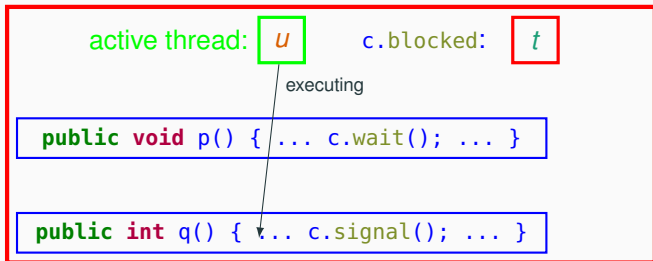 active thread: u c.blocked: t
executing
public void p() { ... c.wait(); ... }
public int q() { ... c.signal(); ... }